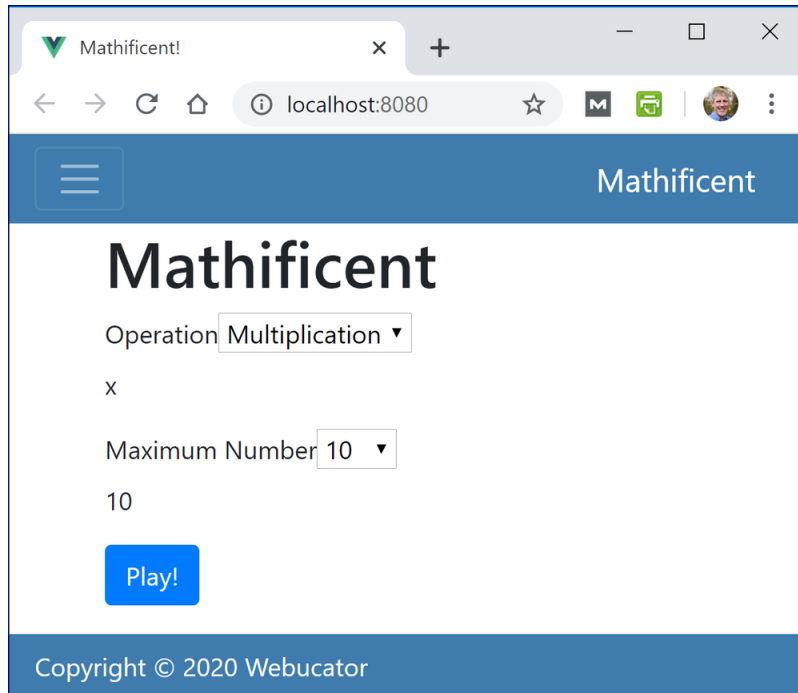 Mathificent!
localhost:8080
M
Mathificent
Mathificent
Operation Multiplication
x
Maximum Number 10
10
Play!
Copyright © 2020 Webucator